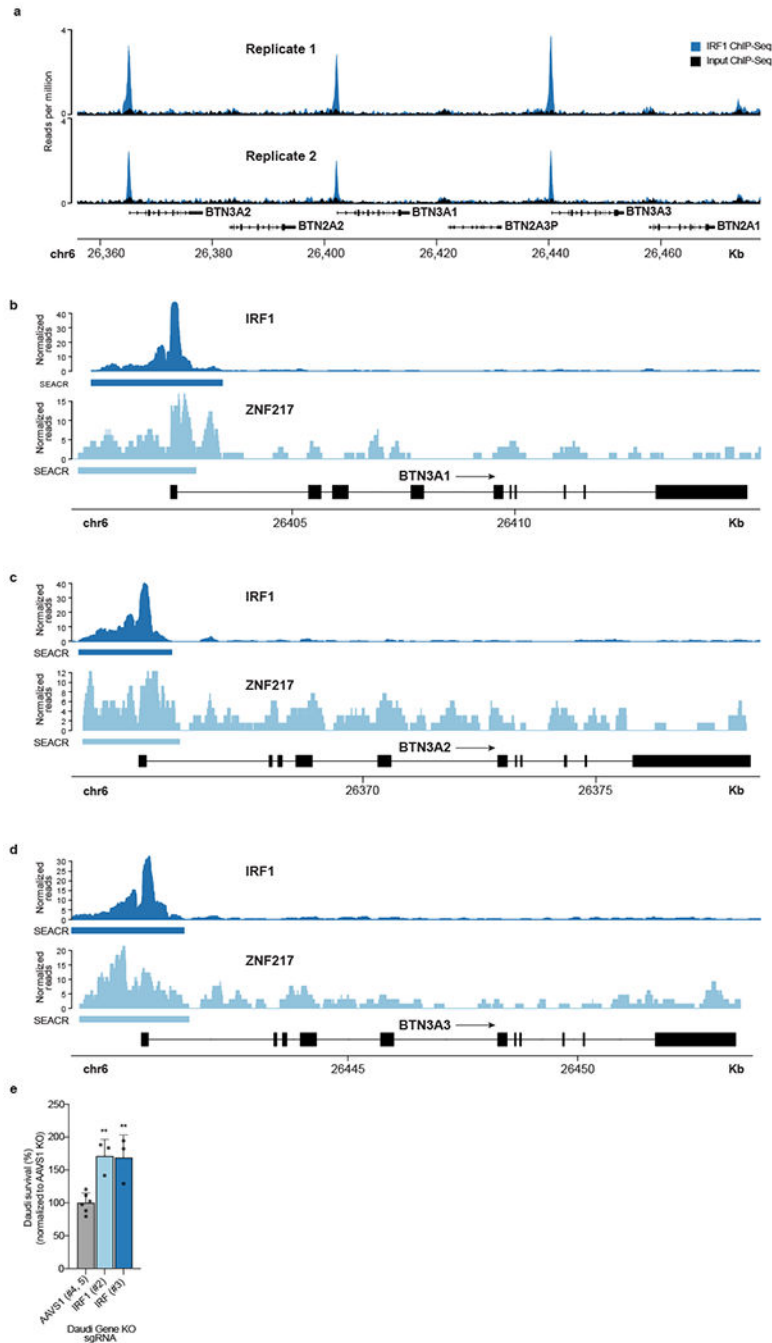 a
4
Replicate 1
IRF1 ChIP-Seq
Input ChIP-Seq
Reads per million
0
4
Replicate 2
0
BTN3A2 BTN3A1 BTN3A3
BTN2A2 BTN2A3P BTN2A1
chr6 26,360 26,380 26,400 26,420 26,440 26,460 Kb
b
IRF1
Normalized reads
40
30
20
10
0
SEACR
ZNF217
Normalized reads
15
10
5
0
SEACR
BTN3A1
chr6 26405 26410 Kb
c
IRF1
Normalized reads
40
30
20
10
0
SEACR
ZNF217
Normalized reads
12
10
8
6
4
2
0
SEACR
BTN3A2
chr6 26370 26375 Kb
d
IRF1
Normalized reads
30
25
20
15
10
5
0
SEACR
ZNF217
Normalized reads
20
15
10
5
0
SEACR
BTN3A3
chr6 26445 26450 Kb
e
Daudi survival (%)
(normalized to AAVS1 KO)
250
200
150
100
50
0
** **
AAVS1 (#4, 5)
IRF1 (#2)
IRF (#3)
Daudi Gene KO
sgRNA